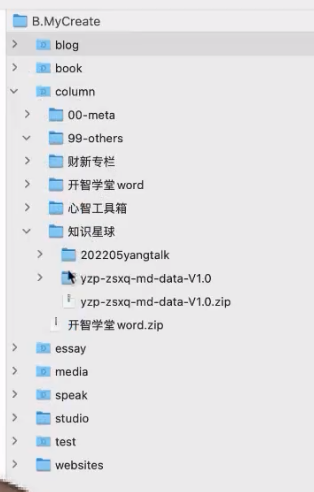 B.MyCreate
blog
book
column
00-meta
99-others
财新专栏
开智学堂word
心智工具箱
知识星球
202205yangtalk
yzp-zsxq-md-data-V1.0
yzp-zsxq-md-data-V1.0.zip
开智学堂word.zip
essay
media
speak
studio
test
websites